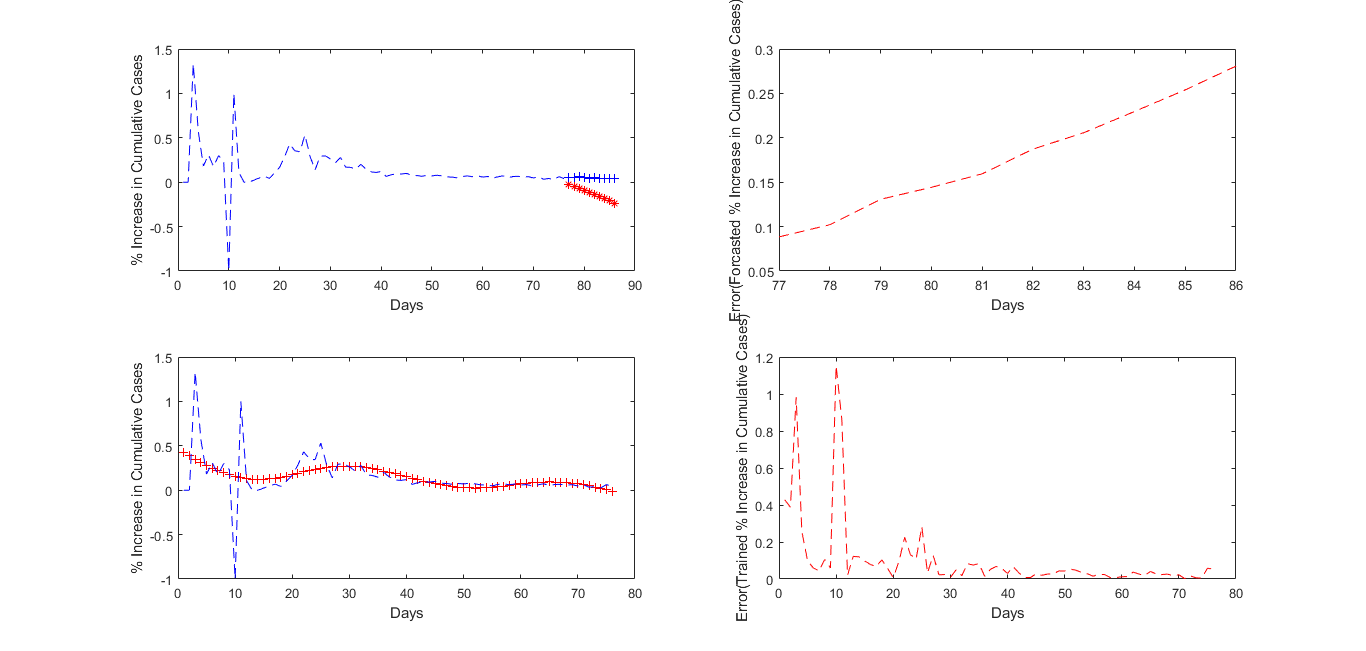 % Increase in Cumulative Cases
1.5
1
0.5
0
-0.5
-1
0 10 20 30 40 50 60 70 80 90
Days
Error(Forcasted % Increase in Cumulative Cases)
0.3
0.25
0.2
0.15
0.1
0.05
77 78 79 80 81 82 83 84 85 86
Days
% Increase in Cumulative Cases
1.5
1
0.5
0
-0.5
-1
0 10 20 30 40 50 60 70 80
Days
Error(Trained % Increase in Cumulative Cases)
1.2
1
0.8
0.6
0.4
0.2
0
0 10 20 30 40 50 60 70 80
Days